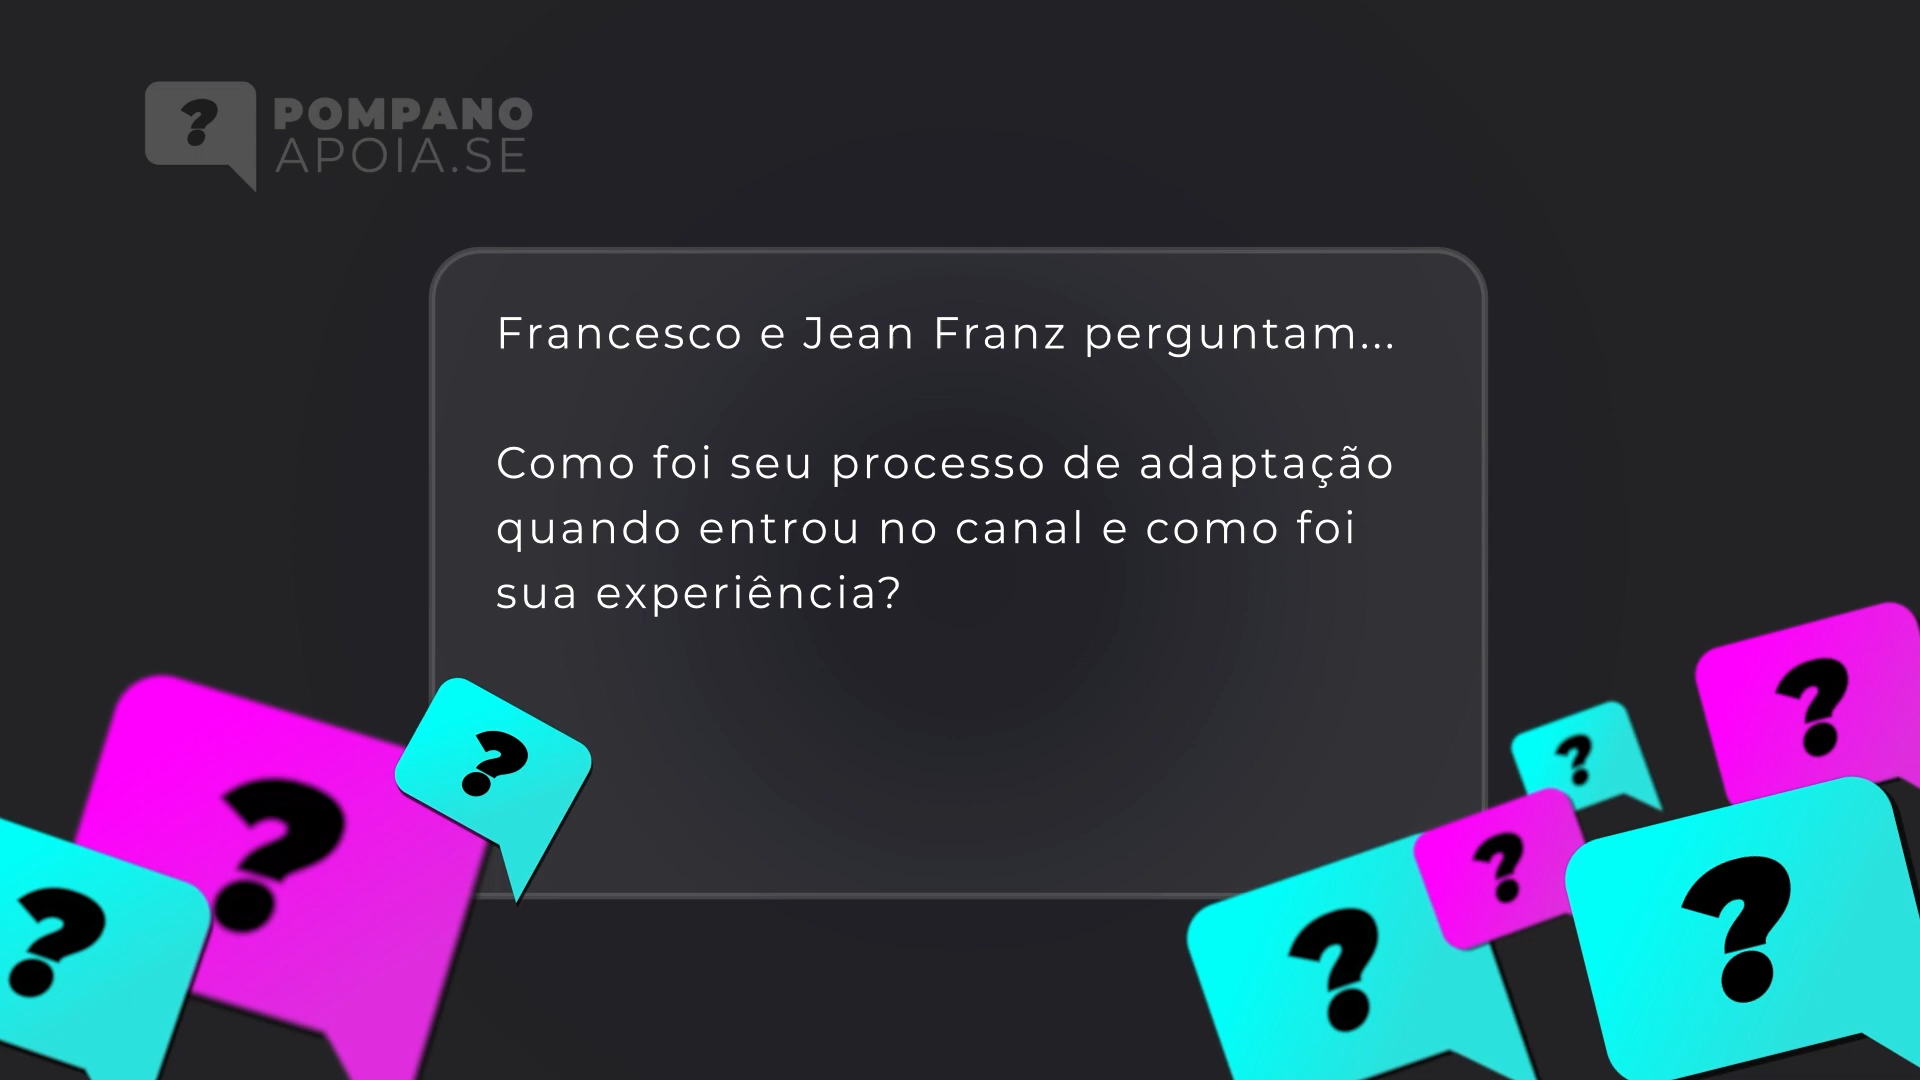 ?
POMPANO
APOIA.SE
Francesco e Jean Franz perguntam...
Como foi seu processo de adaptação
quando entrou no canal e como foi
sua experiência?
?
?
?
?
?
?
?
?